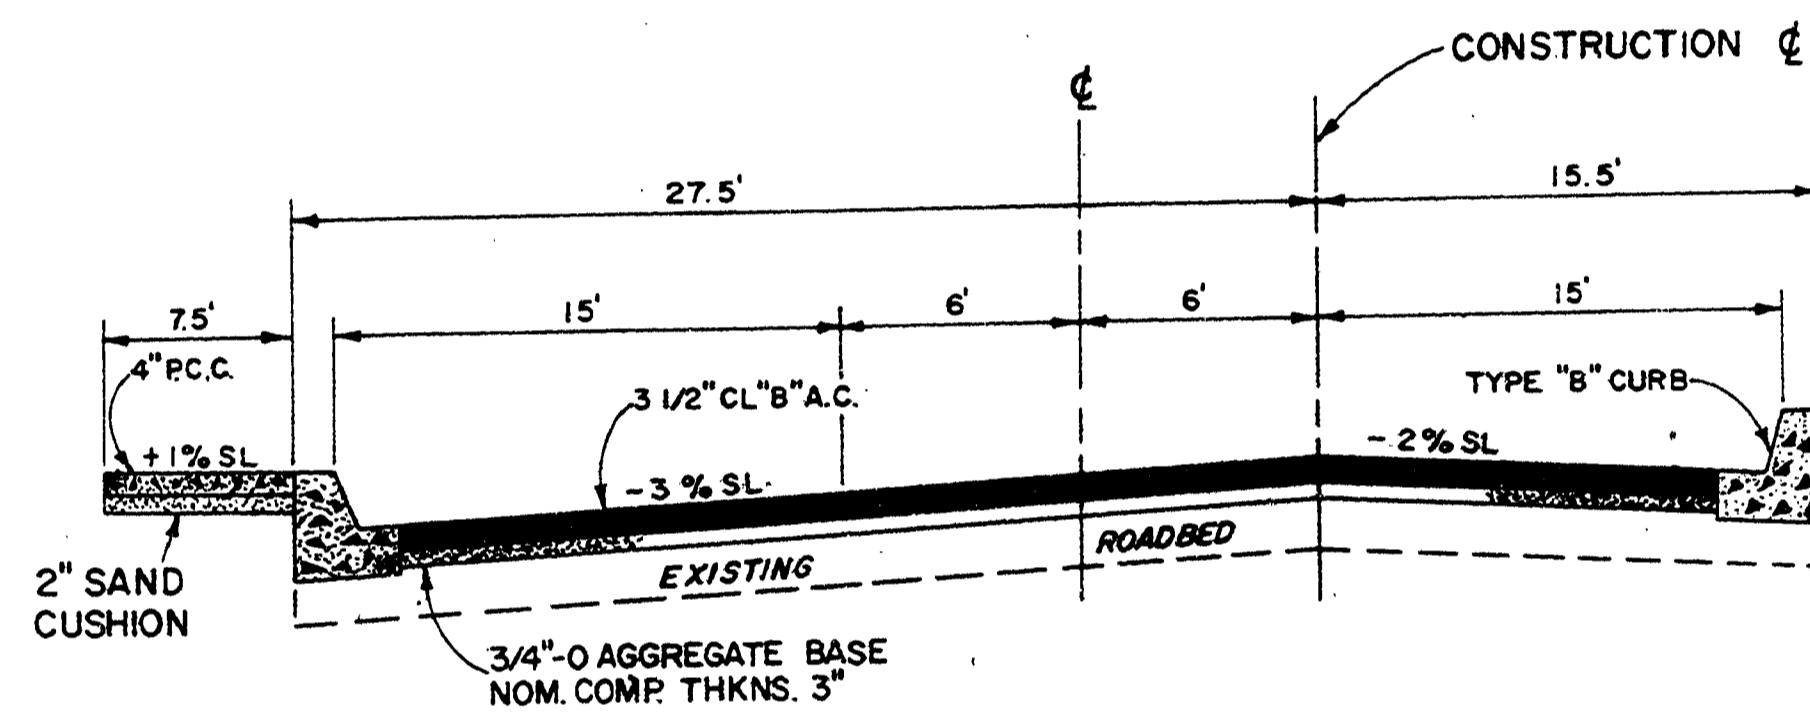 CONSTRUCTION ℄
℄
27.5'
15.5'
7.5'
15'
6'
6'
15'
4" P.C.C.
3 1/2" CL "B" A.C.
TYPE "B" CURB
+1% SL
-3% SL.
-2% SL
2" SAND
CUSHION
EXISTING
ROADBED
3/4"-0 AGGREGATE BASE
NOM. COMP. THKNS. 3"